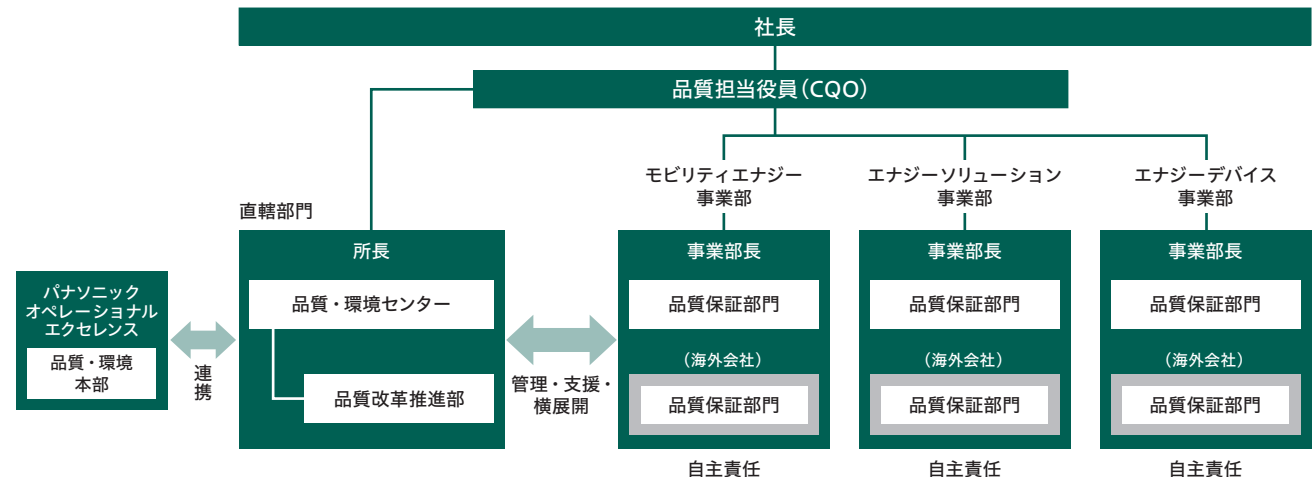 社長
品質担当役員（CQO）
モビリティエナジー
事業部
エナジーソリューション
事業部
エナジーデバイス
事業部
直轄部門
所長
事業部長
事業部長
事業部長
パナソニック
オペレーショナル
エクセレンス
品質・環境
本部
連携
品質・環境センター
品質改革推進部
管理・支援・
横展開
品質保証部門
（海外会社）
品質保証部門
自主責任
品質保証部門
（海外会社）
品質保証部門
自主責任
品質保証部門
（海外会社）
品質保証部門
自主責任